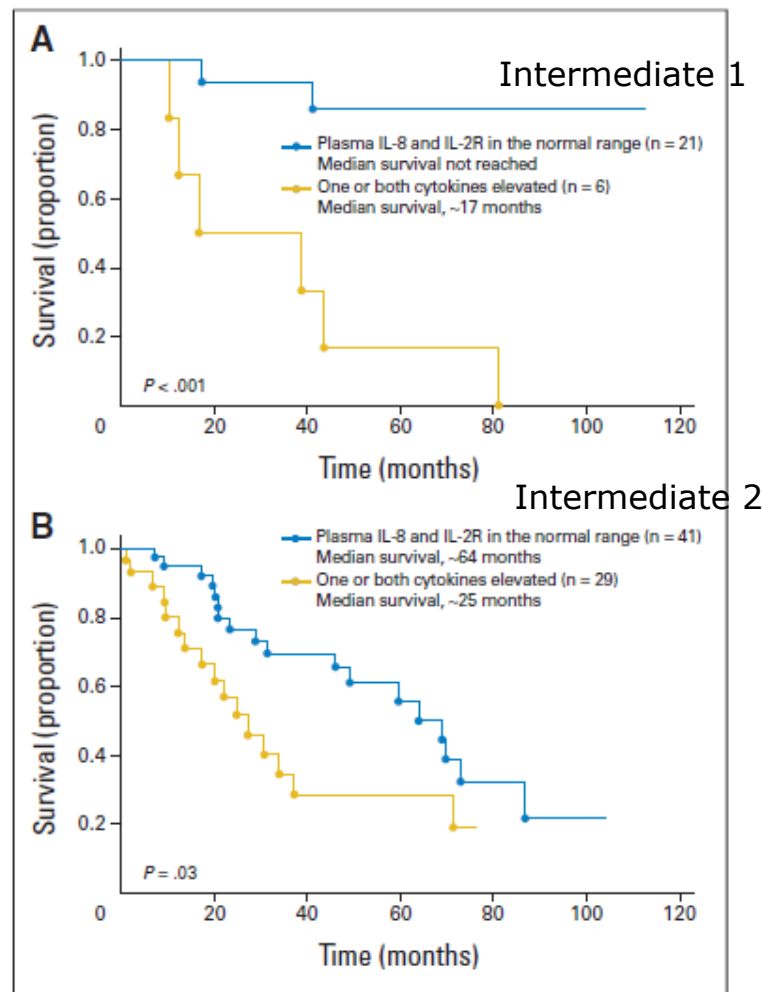 A
Intermediate 1
1.0
0.8
0.6
0.4
0.2
Survival (proportion)
Plasma IL-8 and IL-2R in the normal range (n = 21)
Median survival not reached
One or both cytokines elevated (n = 6)
Median survival, ~17 months
P < .001
0 20 40 60 80 100 120
Time (months)
Intermediate 2
B
1.0
0.8
0.6
0.4
0.2
Survival (proportion)
Plasma IL-8 and IL-2R in the normal range (n = 41)
Median survival, ~64 months
One or both cytokines elevated (n = 29)
Median survival, ~25 months
P = .03
0 20 40 60 80 100 120
Time (months)